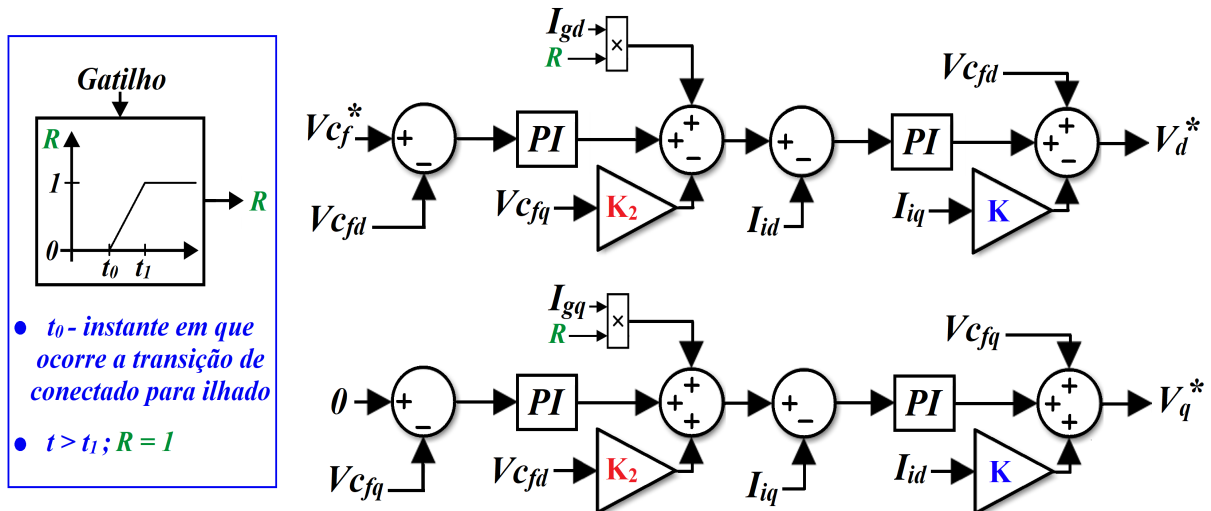 Gatilho
R
1
0
t0
t1
R
● t0 - instante em que
ocorre a transição de
conectado para ilhado
● t > t1 ; R = 1
Igd
R
×
Vcf*
+
−
PI
+
+
−
+
−
PI
Vcfd
+
+
−
Vd*
Vcfd
Vcfq
K2
Iid
Iiq
K
Igq
R
×
0
+
−
PI
+
+
+
+
−
PI
Vcfq
+
+
+
Vq*
Vcfq
Vcfd
K2
Iiq
Iid
K